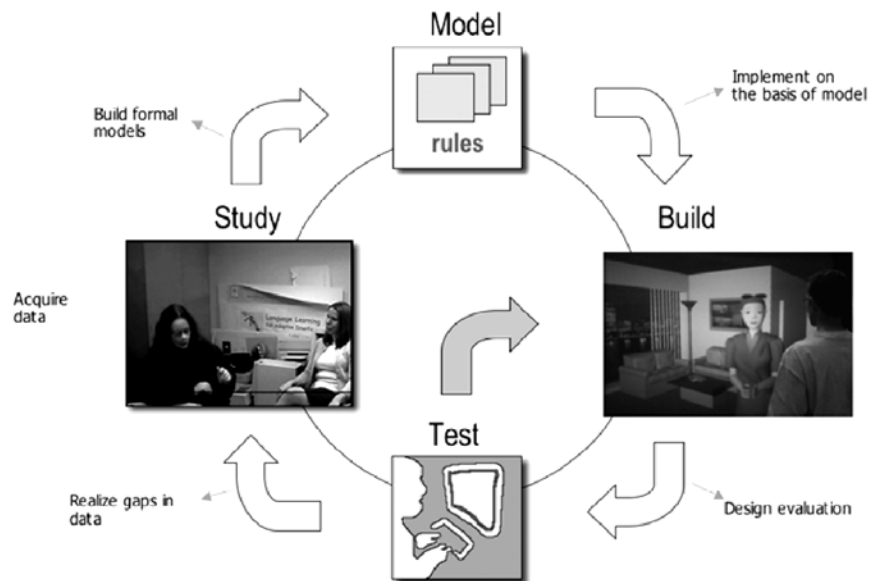 Model
Implement on
the basis of model
Build formal
models
rules
Study
Build
Acquire
data
Language Learning
Test
Realize gaps in
data
Design evaluation